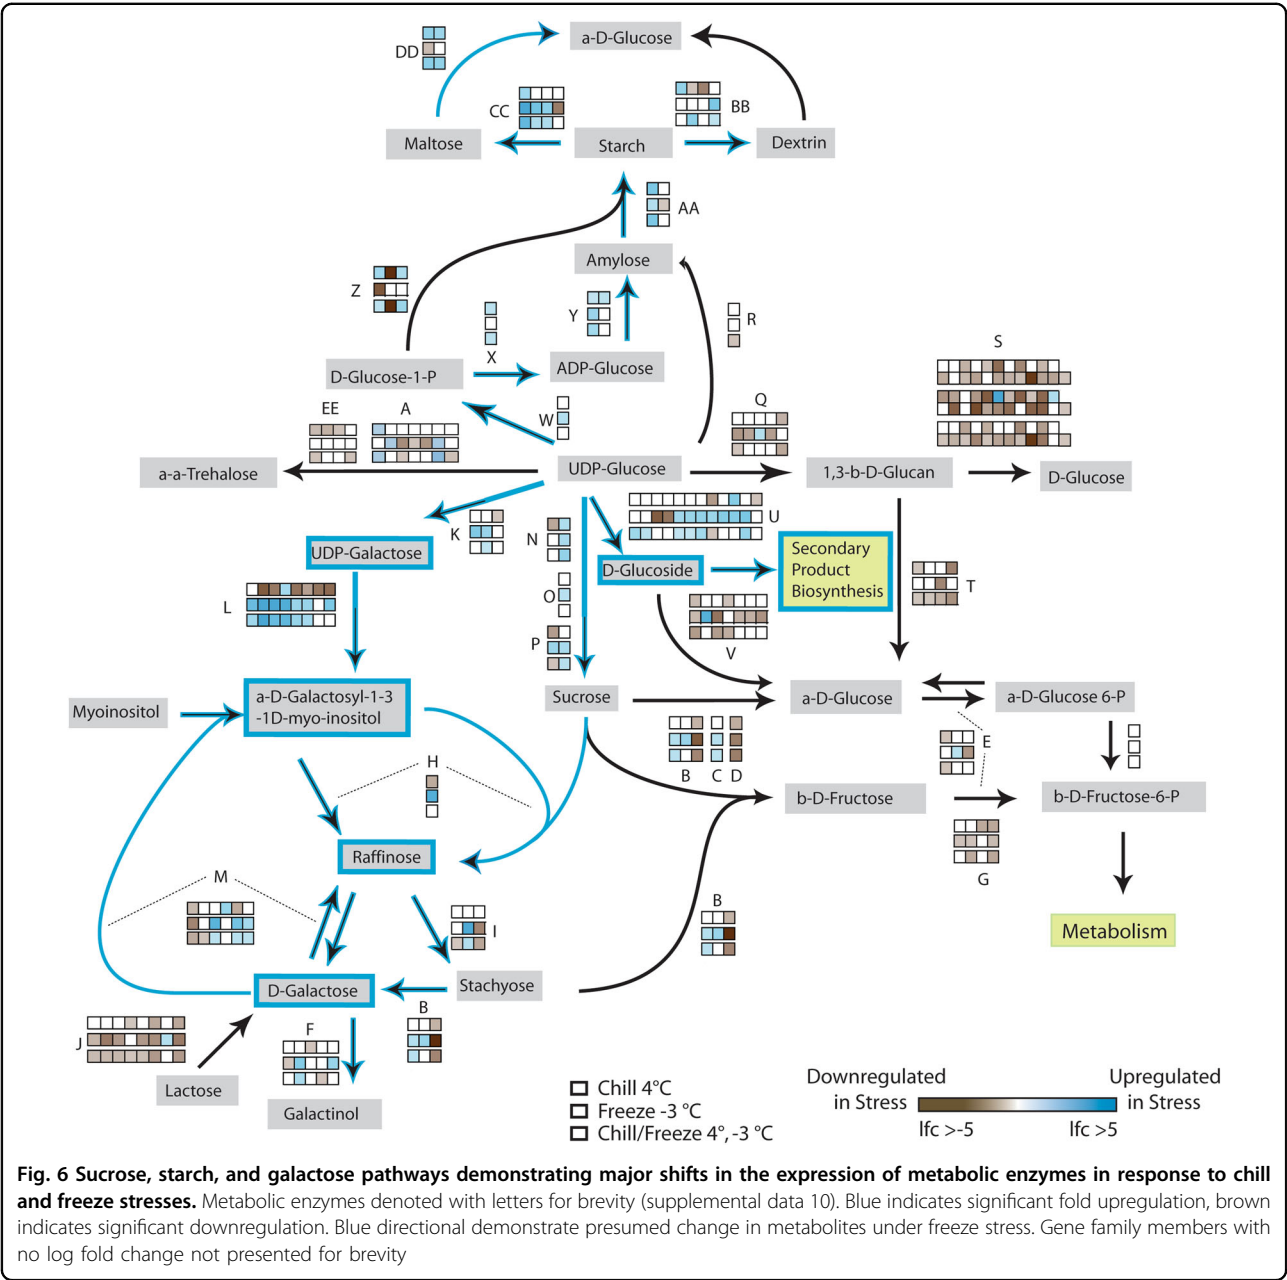 a-D-Glucose
DD
CC
BB
Maltose
Starch
Dextrin
AA
Amylose
Z
Y
R
X
S
D-Glucose-1-P
ADP-Glucose
EE
A
W
Q
a-a-Trehalose
UDP-Glucose
1,3-b-D-Glucan
D-Glucose
K
N
U
UDP-Galactose
D-Glucoside
Secondary
Product
Biosynthesis
L
O
T
P
V
Myoinositol
a-D-Galactosyl-1-3
-1D-myo-inositol
Sucrose
a-D-Glucose
a-D-Glucose 6-P
E
H
B C D
b-D-Fructose
b-D-Fructose-6-P
Raffinose
G
M
B
I
Metabolism
D-Galactose
Stachyose
B
J
F
Lactose
Galactinol
Chill 4°C
Freeze -3 °C
Chill/Freeze 4°, -3 °C
Downregulated
in Stress
Upregulated
in Stress
lfc >-5
lfc >5
Fig. 6 Sucrose, starch, and galactose pathways demonstrating major shifts in the expression of metabolic enzymes in response to chill
and freeze stresses. Metabolic enzymes denoted with letters for brevity (supplemental data 10). Blue indicates significant fold upregulation, brown
indicates significant downregulation. Blue directional demonstrate presumed change in metabolites under freeze stress. Gene family members with
no log fold change not presented for brevity